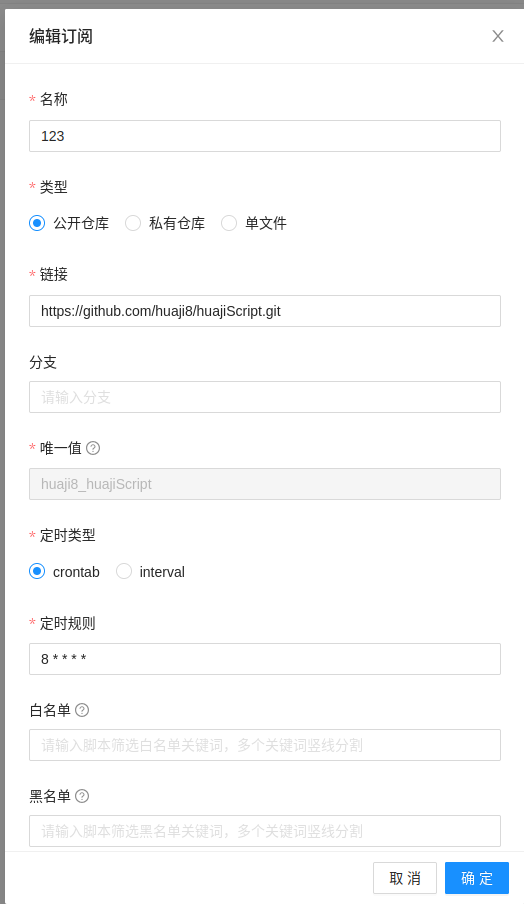 编辑订阅
* 名称
123
* 类型
公开仓库 私有仓库 单文件
* 链接
https://github.com/huaji8/huajiScript.git
分支
请输入分支
* 唯一值
huaji8_huajiScript
* 定时类型
crontab interval
* 定时规则
8 * * * *
白名单
请输入脚本筛选白名单关键词，多个关键词竖线分割
黑名单
请输入脚本筛选黑名单关键词，多个关键词竖线分割
取 消 确 定